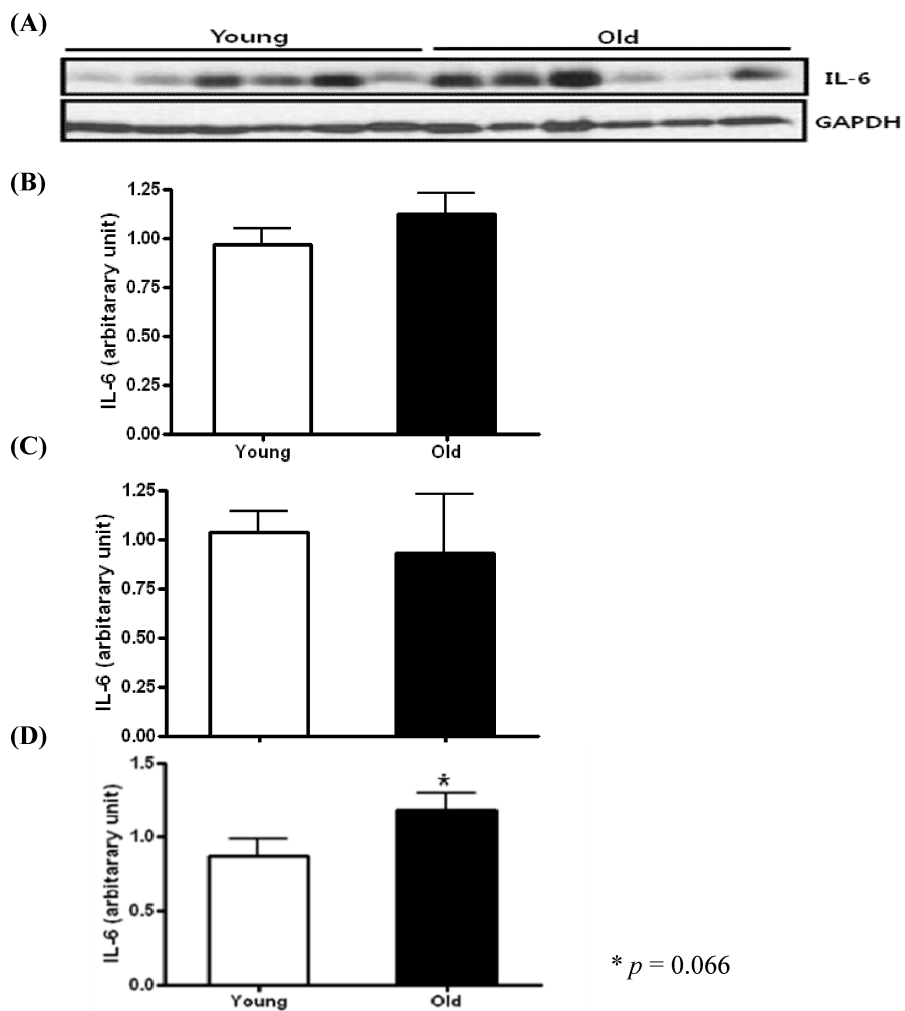 (A)
Young Old
IL-6
GAPDH
(B)
IL-6 (arbitarary unit)
1.25
1.00
0.75
0.50
0.25
0.00
Young Old
(C)
IL-6 (arbitarary unit)
1.25
1.00
0.75
0.50
0.25
0.00
(D)
IL-6 (arbitarary unit)
1.5
1.0
0.5
0.0
*
Young Old
* p = 0.066